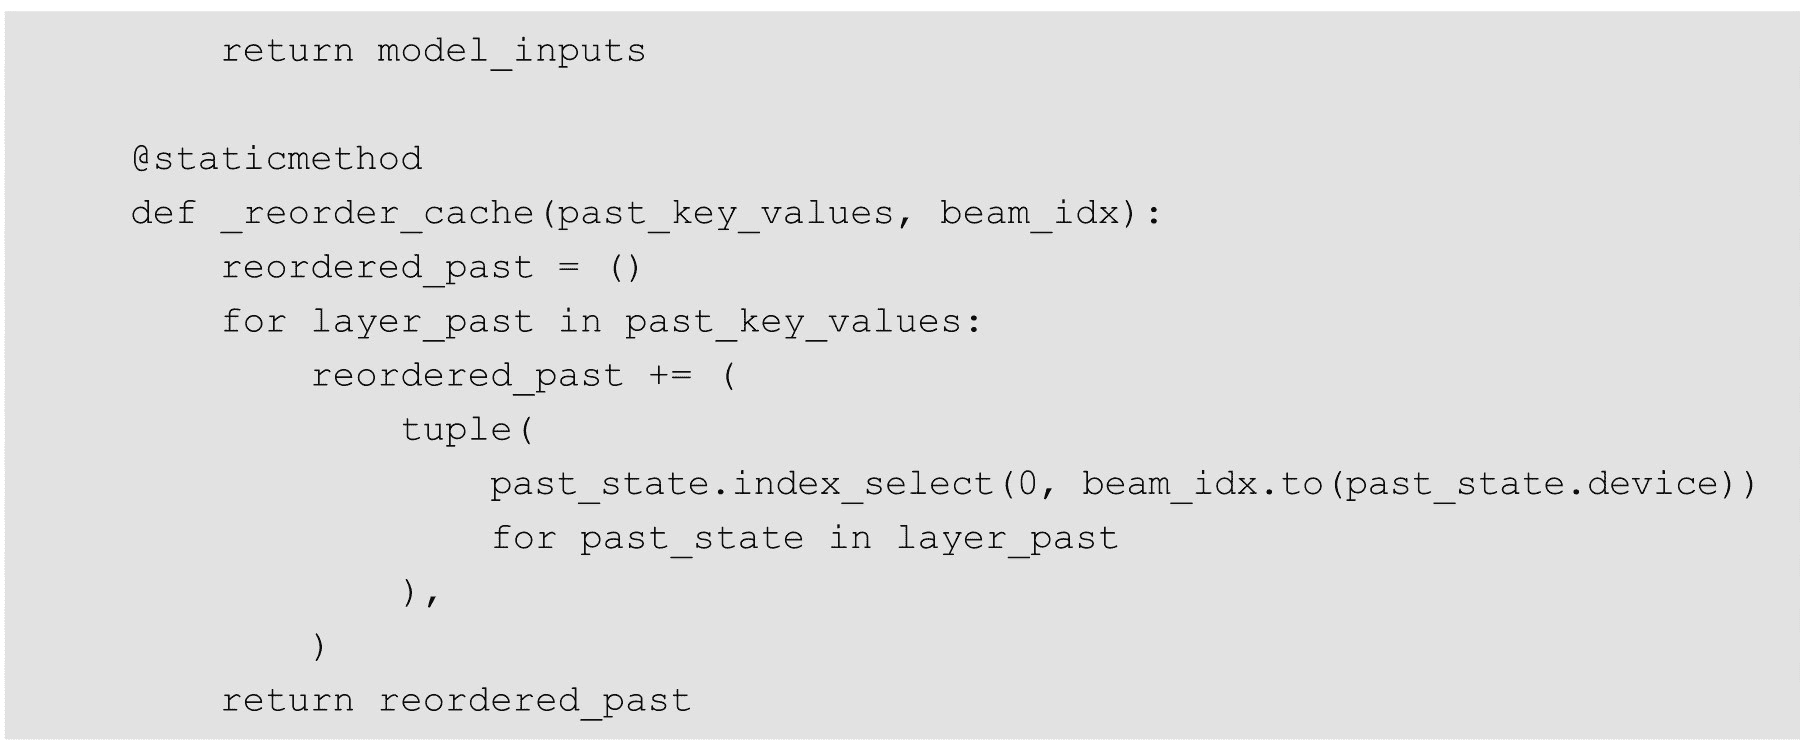 return model_inputs

    @staticmethod
    def _reorder_cache(past_key_values, beam_idx):
        reordered_past = ()
        for layer_past in past_key_values:
            reordered_past += (
                tuple(
                    past_state.index_select(0, beam_idx.to(past_state.device))
                    for past_state in layer_past
                ),
            )
        return reordered_past